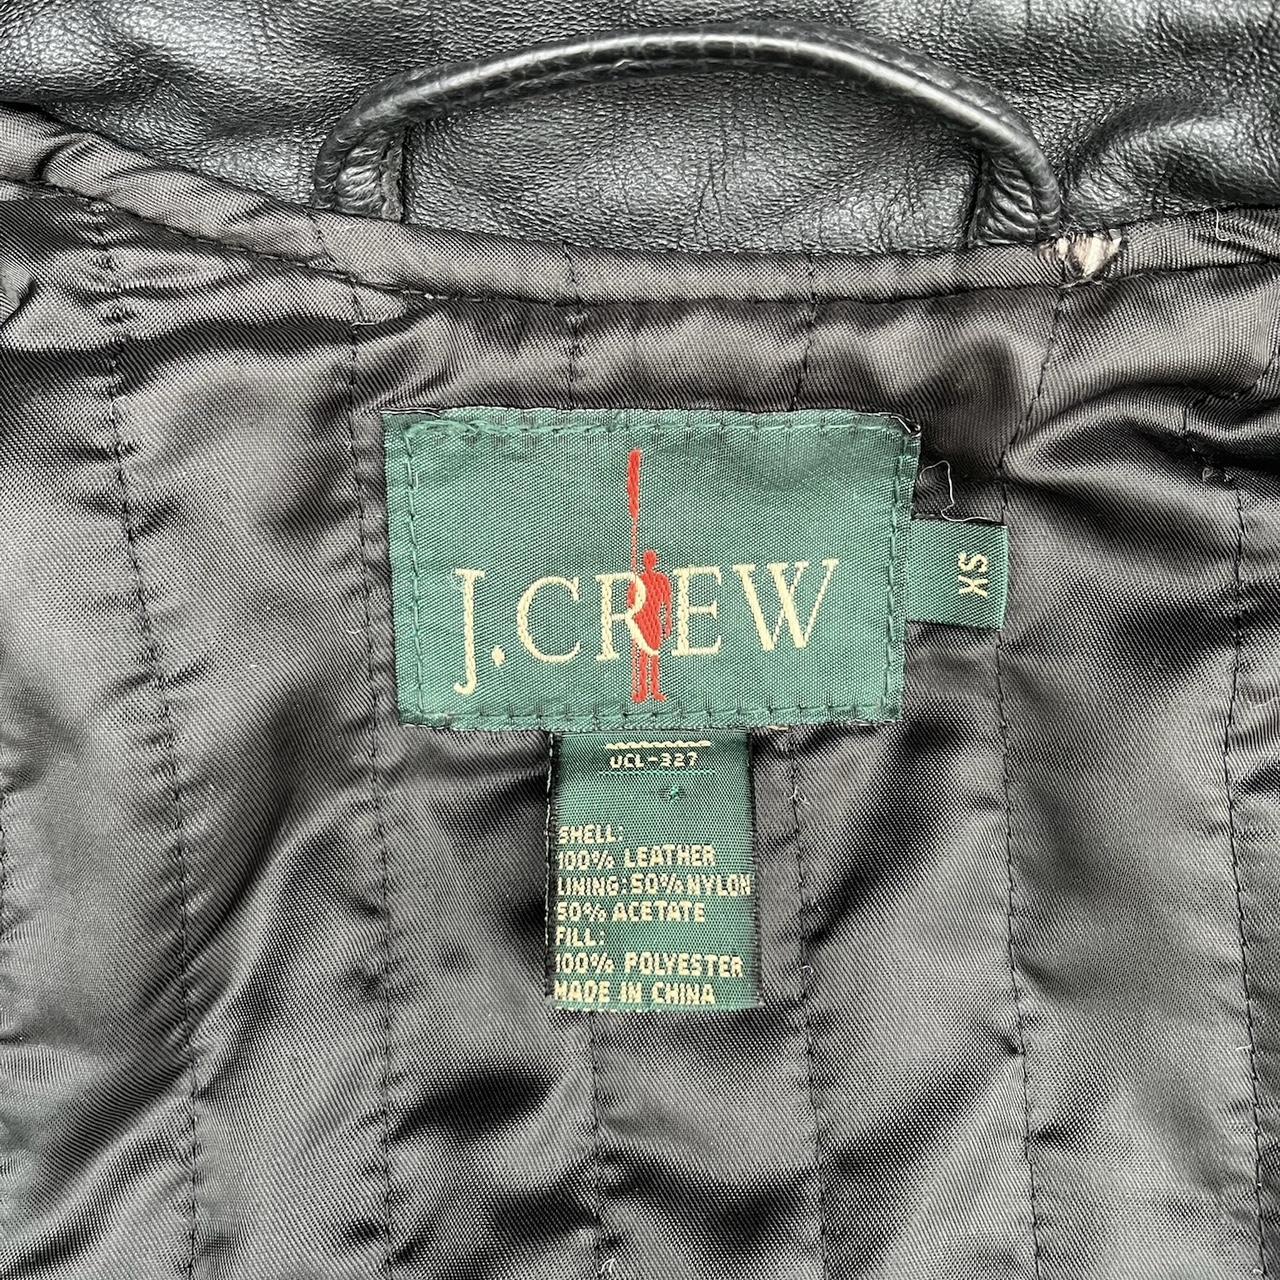 J.CREW
XS
UCL-327
SHELL:
100% LEATHER
LINING: 50% NYLON
50% ACETATE
FILL:
100% POLYESTER
MADE IN CHINA